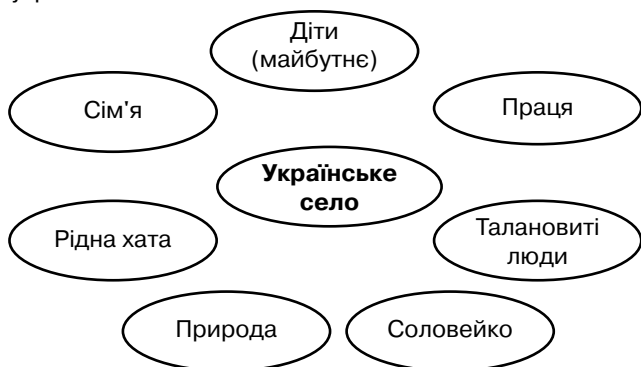 Діти
(майбутнє)
Сім'я
Праця
Українське
село
Рідна хата
Талановиті
люди
Природа
Соловейко